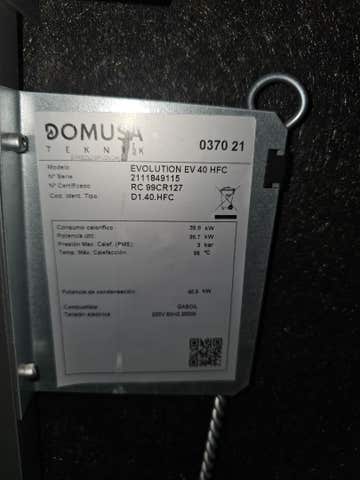 DOMUSA
TEKNIK
0370 21
Modelo EVOLUTION EV 40 HFC
Nº Serie 2111849115
Nº Certificado RC 99CR127
Cod. Ident. Tipo: D1.40.HFC
Consumo calorífico: kW
Potencia útil: kW
Presión Max. Calef. (PMS): 3 bar
Temp. Máx. Calefacción: °C
Potencia de condensación: kW
Combustible GASOIL
Tensión eléctrica